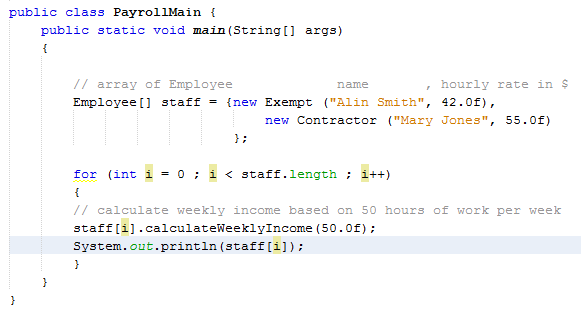 public class PayrollMain {
public static void main(String[] args)
{
// array of Employee name , hourly rate in $
Employee[] staff = {new Exempt ("Alin Smith", 42.0f),
new Contractor ("Mary Jones", 55.0f)
};
for (int i = 0 ; i < staff.length ; i++)
{
// calculate weekly income based on 50 hours of work per week
staff[i].calculateWeeklyIncome(50.0f);
System.out.println(staff[i]);
}
}
}